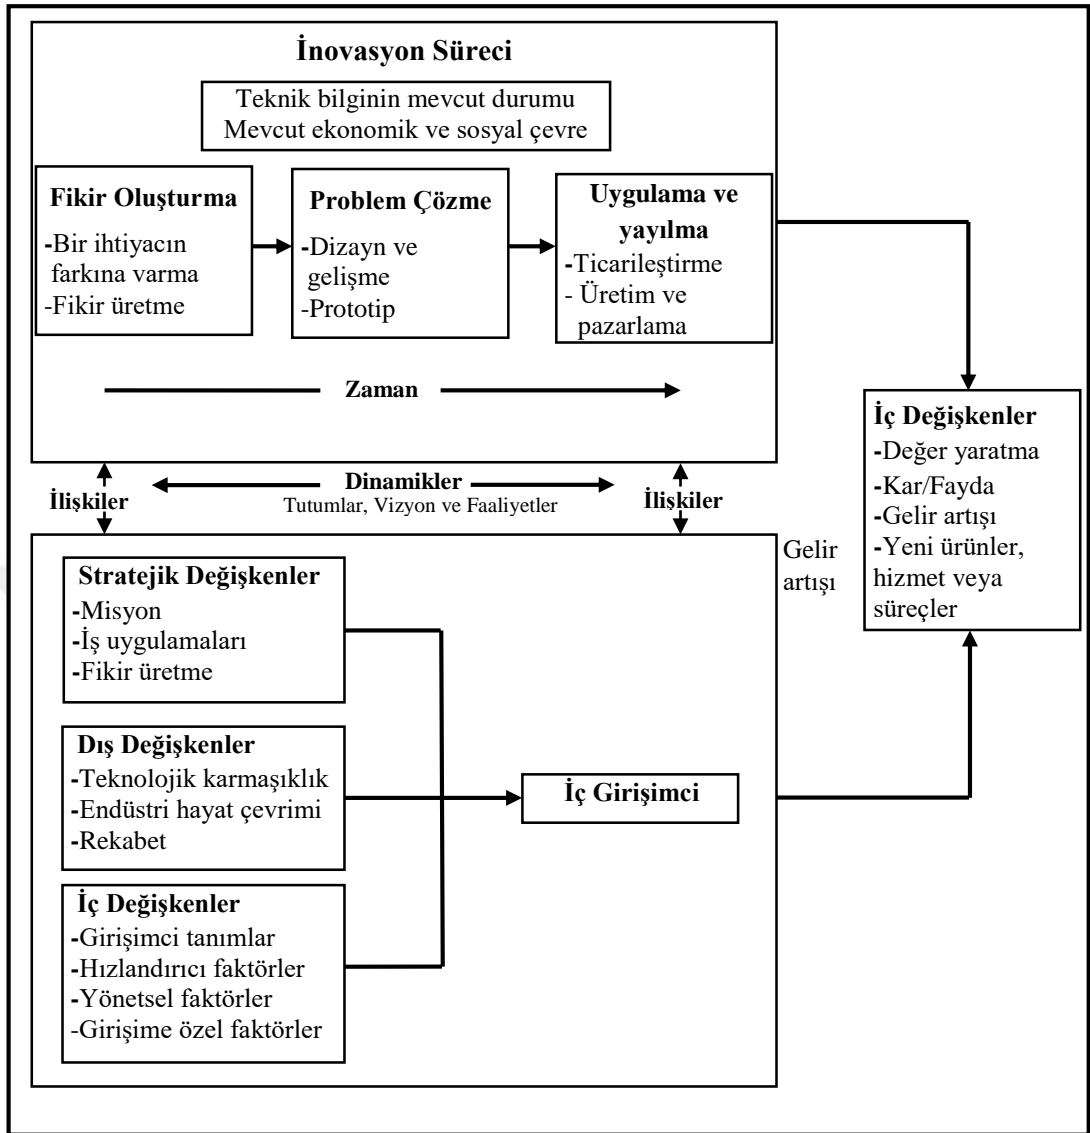 İnovasyon Süreci
Teknik bilginin mevcut durumu
Mevcut ekonomik ve sosyal çevre
Fikir Oluşturma
-Bir ihtiyacın
farkına varma
-Fikir üretme
Problem Çözme
-Dizayn ve
gelişme
-Prototip
Uygulama ve
yayılma
-Ticarileştirme
- Üretim ve
pazarlama
Zaman
İlişkiler
Dinamikler
Tutumlar, Vizyon ve Faaliyetler
İlişkiler
İç Değişkenler
-Değer yaratma
-Kar/Fayda
-Gelir artışı
-Yeni ürünler,
hizmet veya
süreçler
Gelir
artışı
Stratejik Değişkenler
-Misyon
-İş uygulamaları
-Fikir üretme
Dış Değişkenler
-Teknolojik karmaşıklık
-Endüstri hayat çevrimi
-Rekabet
İç Değişkenler
-Girişimci tanımlar
-Hızlandırıcı faktörler
-Yönetsel faktörler
-Girişime özel faktörler
İç Girişimci